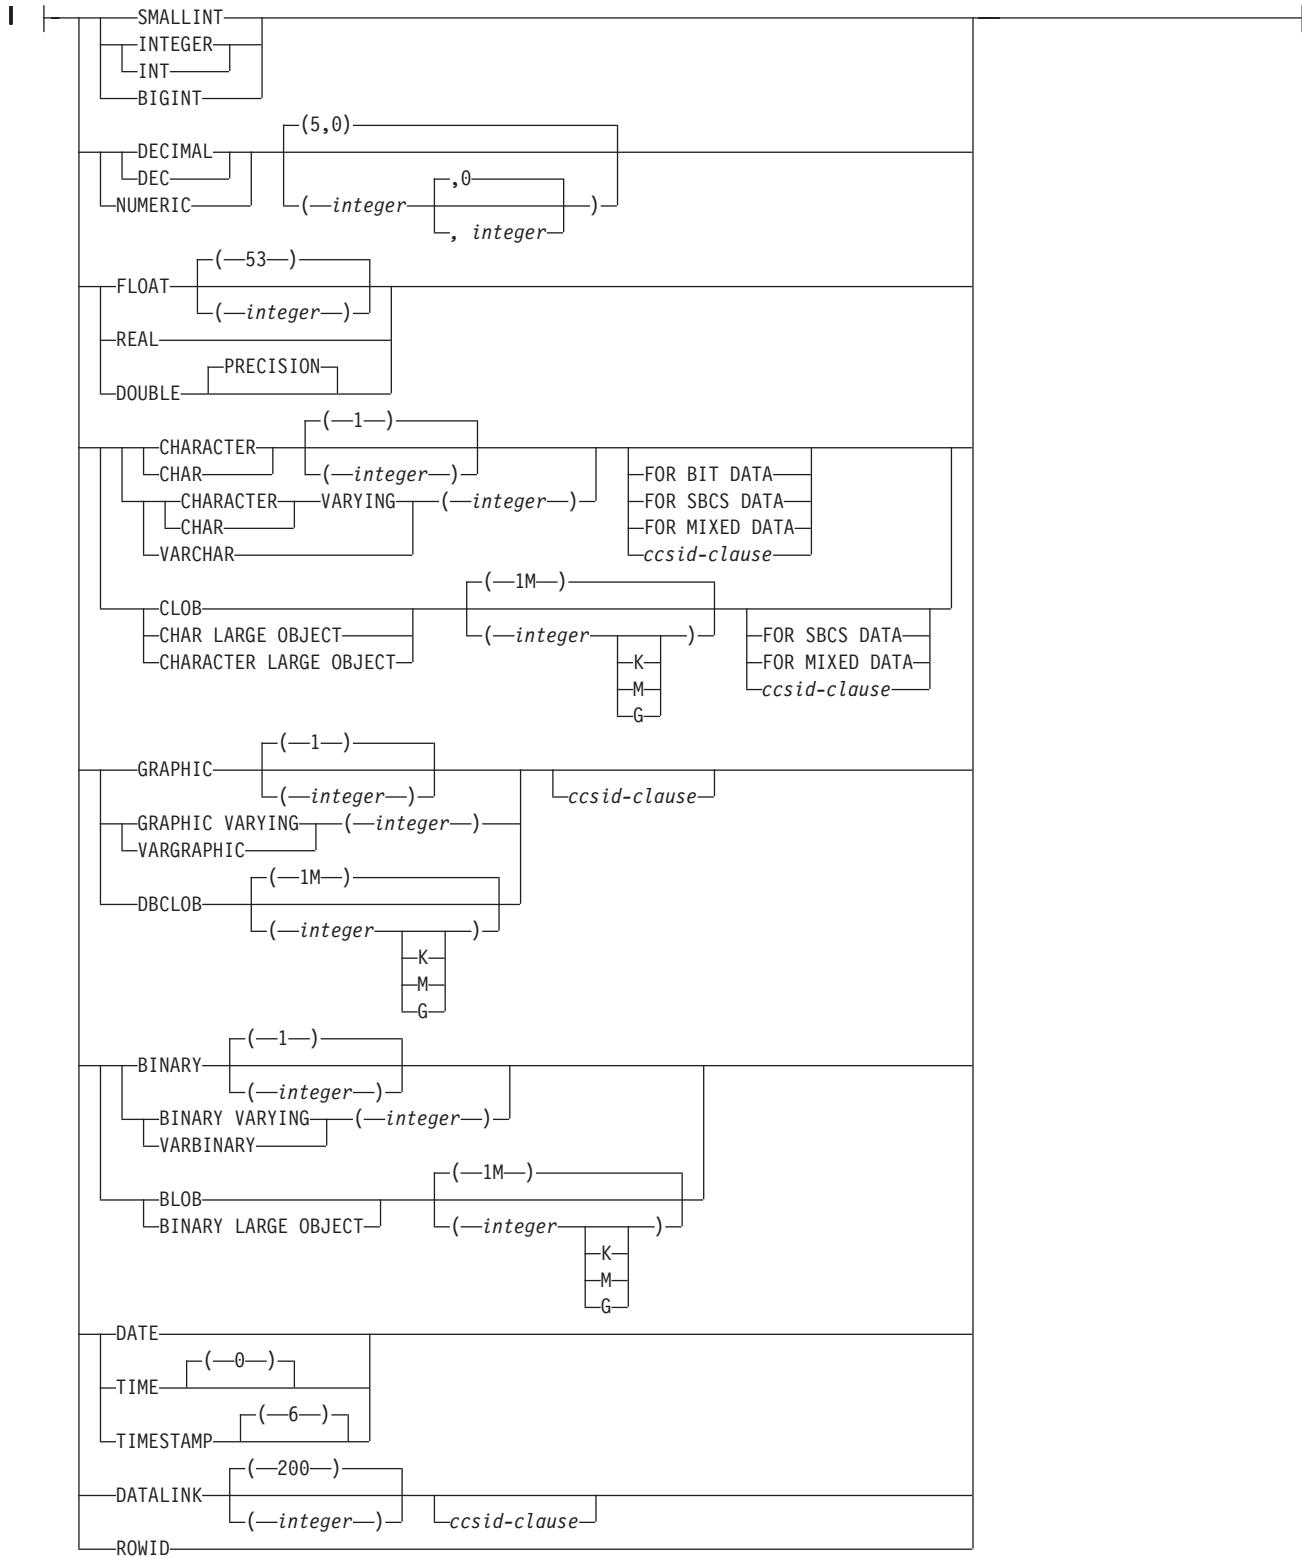 SMALLINT
INTEGER
INT
BIGINT
(5,0)
DECIMAL
DEC
NUMERIC ( integer )
,0
, integer
( 53 )
FLOAT
( integer )
REAL
PRECISION
DOUBLE
( 1 )
CHARACTER
CHAR ( integer ) FOR BIT DATA
CHARACTER VARYING ( integer ) FOR SBCS DATA
CHAR FOR MIXED DATA
VARCHAR ccsid-clause
( 1M )
CLOB
CHAR LARGE OBJECT ( integer ) FOR SBCS DATA
CHARACTER LARGE OBJECT K FOR MIXED DATA
M ccsid-clause
G
( 1 )
GRAPHIC
( integer ) ccsid-clause
GRAPHIC VARYING ( integer )
VARGRAPHIC
( 1M )
DBCLOB
( integer )
K
M
G
( 1 )
BINARY
( integer )
BINARY VARYING ( integer )
VARBINARY
( 1M )
BLOB
BINARY LARGE OBJECT ( integer )
K
M
G
DATE
( 0 )
TIME
( 6 )
TIMESTAMP
( 200 )
DATALINK
( integer ) ccsid-clause
ROWID